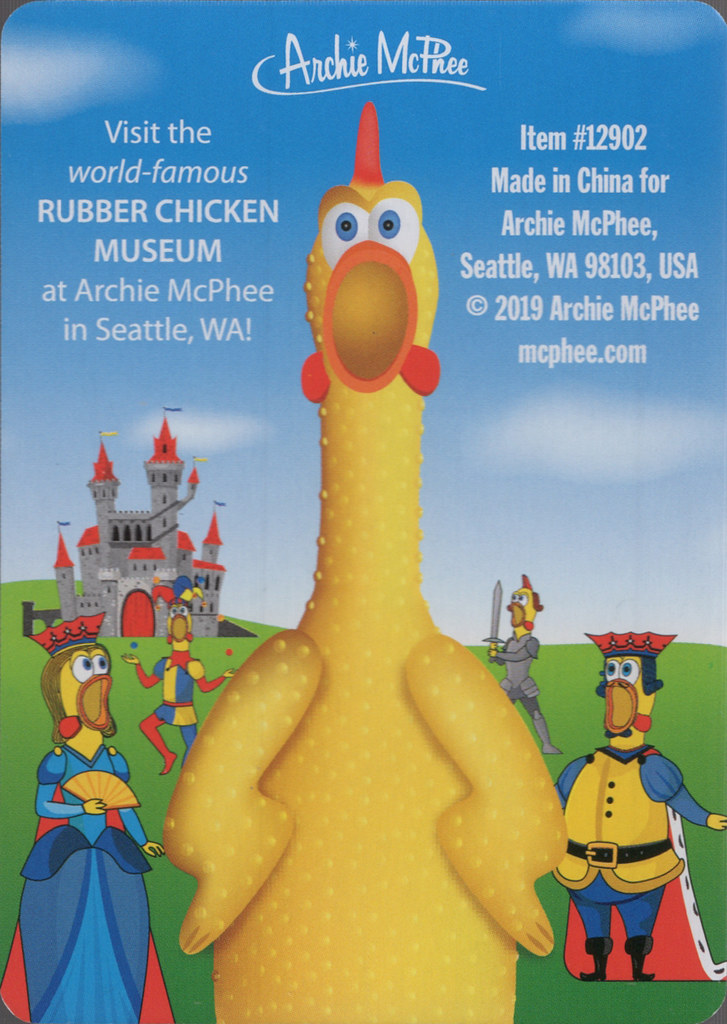 Archie McPhee
Visit the
world-famous
RUBBER CHICKEN
MUSEUM
at Archie McPhee
in Seattle, WA!
Item #12902
Made in China for
Archie McPhee,
Seattle, WA 98103, USA
© 2019 Archie McPhee
mcphee.com